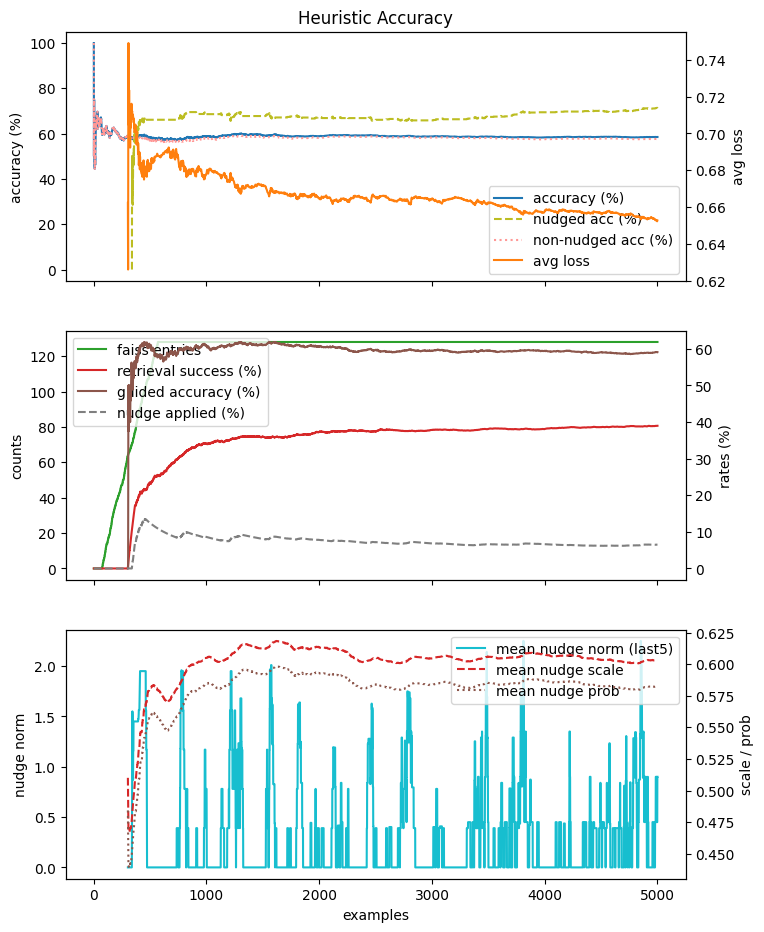 Heuristic Accuracy
100
80
60
40
20
0
accuracy (%)
0.74
0.72
0.70
0.68
0.66
0.64
0.62
avg loss
accuracy (%)
nudged acc (%)
non-nudged acc (%)
avg loss
120
100
80
60
40
20
0
counts
60
50
40
30
20
10
0
rates (%)
faiss entries
retrieval success (%)
guided accuracy (%)
nudge applied (%)
2.0
1.5
1.0
0.5
0.0
nudge norm
0.625
0.600
0.575
0.550
0.525
0.500
0.475
0.450
scale / prob
mean nudge norm (last5)
mean nudge scale
mean nudge prob
0
1000
2000
3000
4000
5000
examples